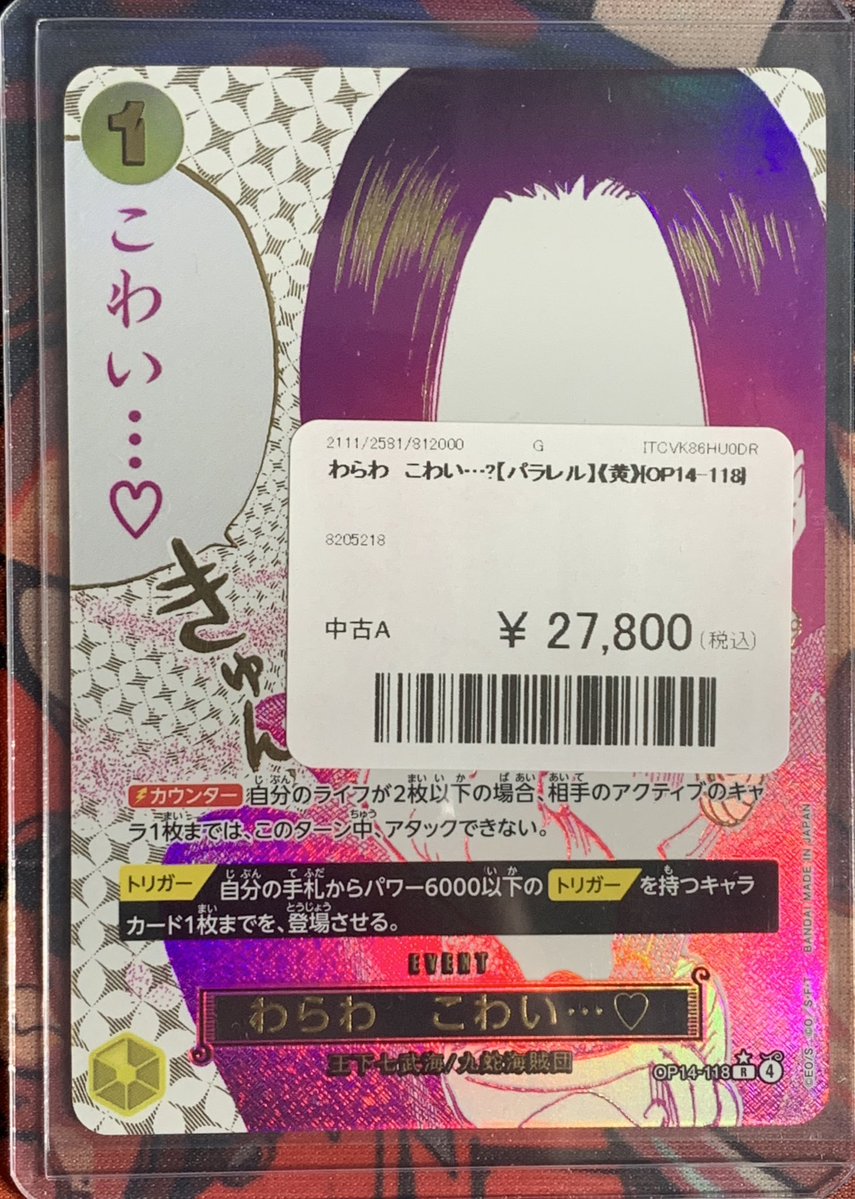 1
こわい…♡
きゅん
2111/2581/812000 G ITCVK86HU0DR
わらわ こわい…?【パラレル】《黄》{OP14-118}
8205218
中古A ¥ 27,800(税込)
カウンター 自分のライフが2枚以下の場合、相手のアクティブのキャ
ラ1枚までは、このターン中、アタックできない。
トリガー 自分の手札からパワー6000以下の トリガー を持つキャラ
カード1枚までを、登場させる。
EVENT
わらわ こわい…♡
王下七武海/九蛇海賊団
OP14-118 R 4
©E.O/S. ©E.O./S.F.T BANDAI MADE IN JAPAN